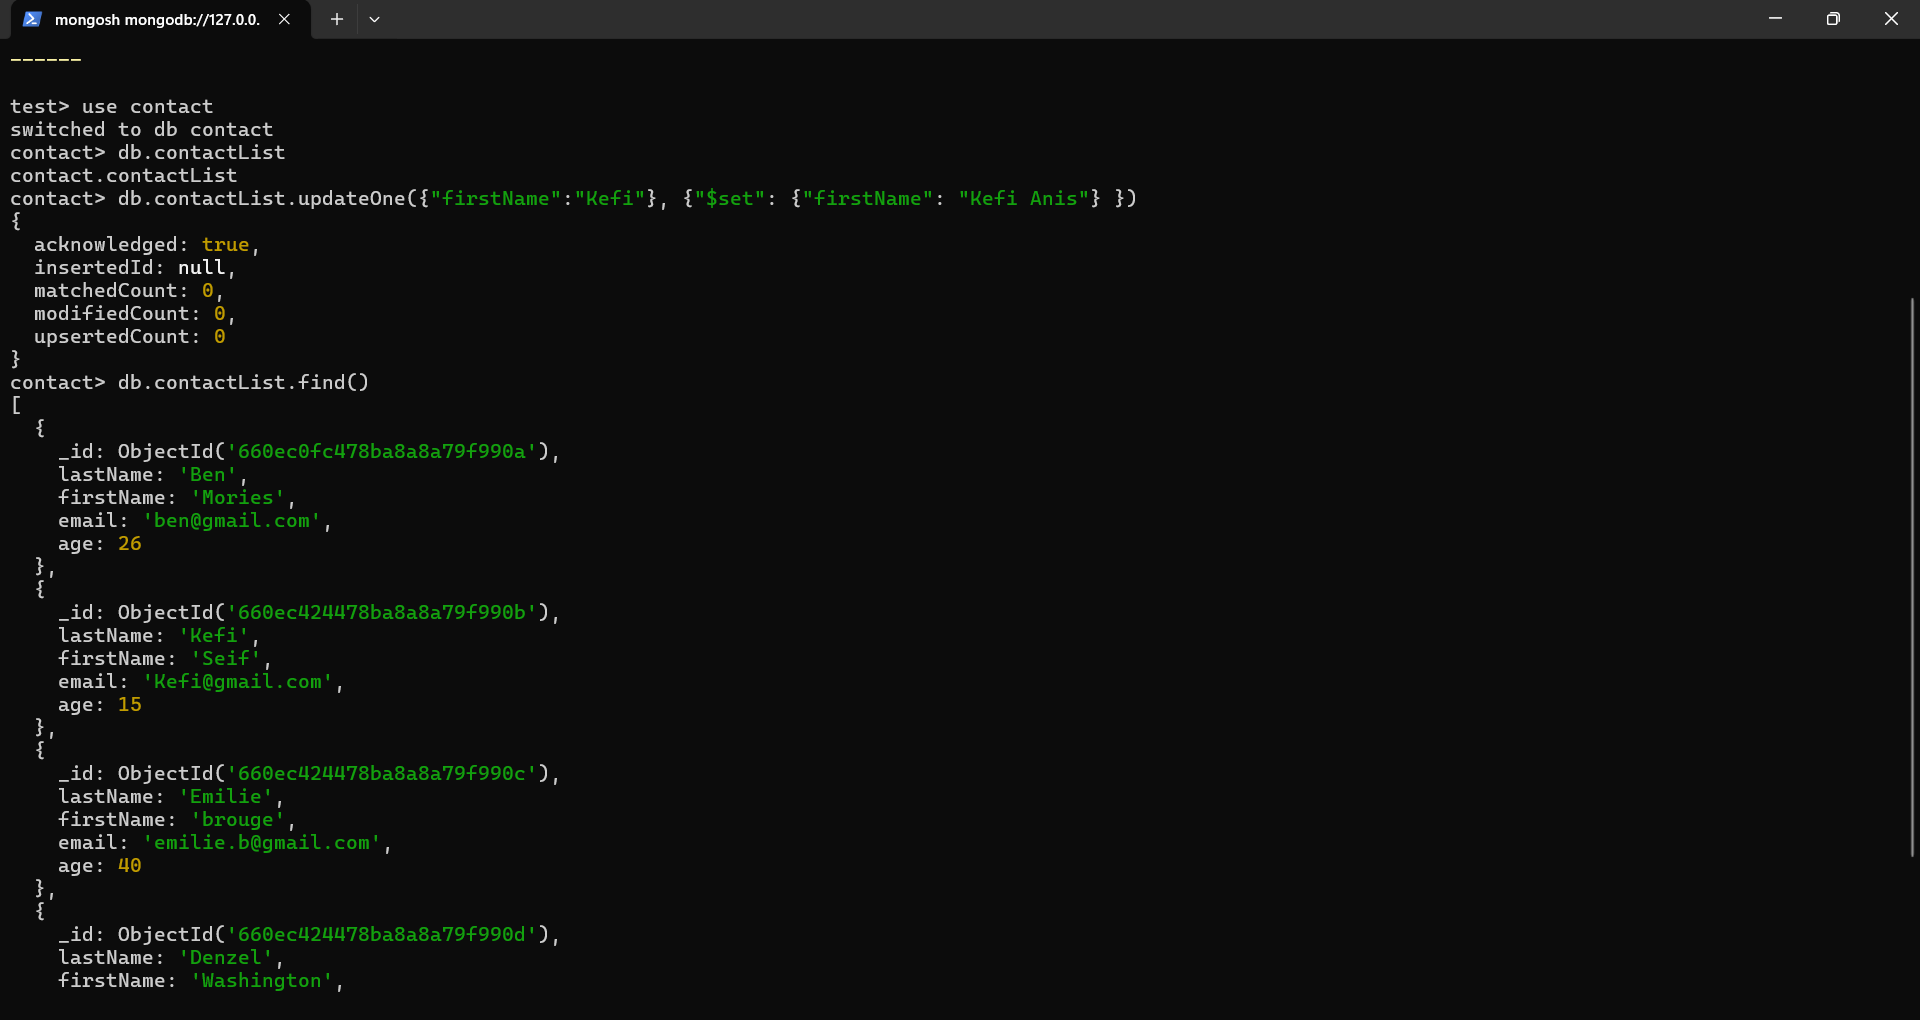 mongosh mongodb://127.0.0.
------
test> use contact
switched to db contact
contact> db.contactList
contact.contactList
contact> db.contactList.updateOne({"firstName":"Kefi"}, {"$set": {"firstName": "Kefi Anis"} })
{
  acknowledged: true,
  insertedId: null,
  matchedCount: 0,
  modifiedCount: 0,
  upsertedCount: 0
}
contact> db.contactList.find()
[
  {
    _id: ObjectId('660ec0fc478ba8a8a79f990a'),
    lastName: 'Ben',
    firstName: 'Mories',
    email: 'ben@gmail.com',
    age: 26
  },
  {
    _id: ObjectId('660ec424478ba8a8a79f990b'),
    lastName: 'Kefi',
    firstName: 'Seif',
    email: 'Kefi@gmail.com',
    age: 15
  },
  {
    _id: ObjectId('660ec424478ba8a8a79f990c'),
    lastName: 'Emilie',
    firstName: 'brouge',
    email: 'emilie.b@gmail.com',
    age: 40
  },
  {
    _id: ObjectId('660ec424478ba8a8a79f990d'),
    lastName: 'Denzel',
    firstName: 'Washington',